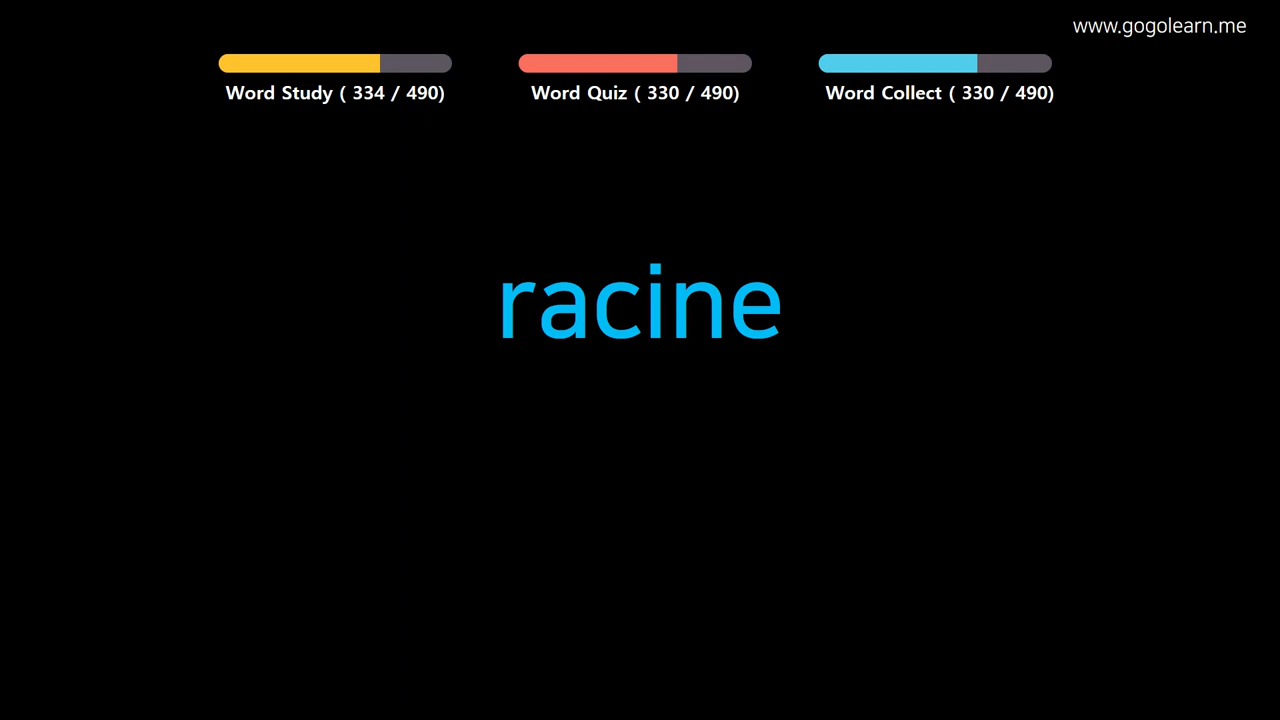 www.gogolearn.me
Word Study ( 334 / 490)
Word Quiz ( 330 / 490)
Word Collect ( 330 / 490)
racine